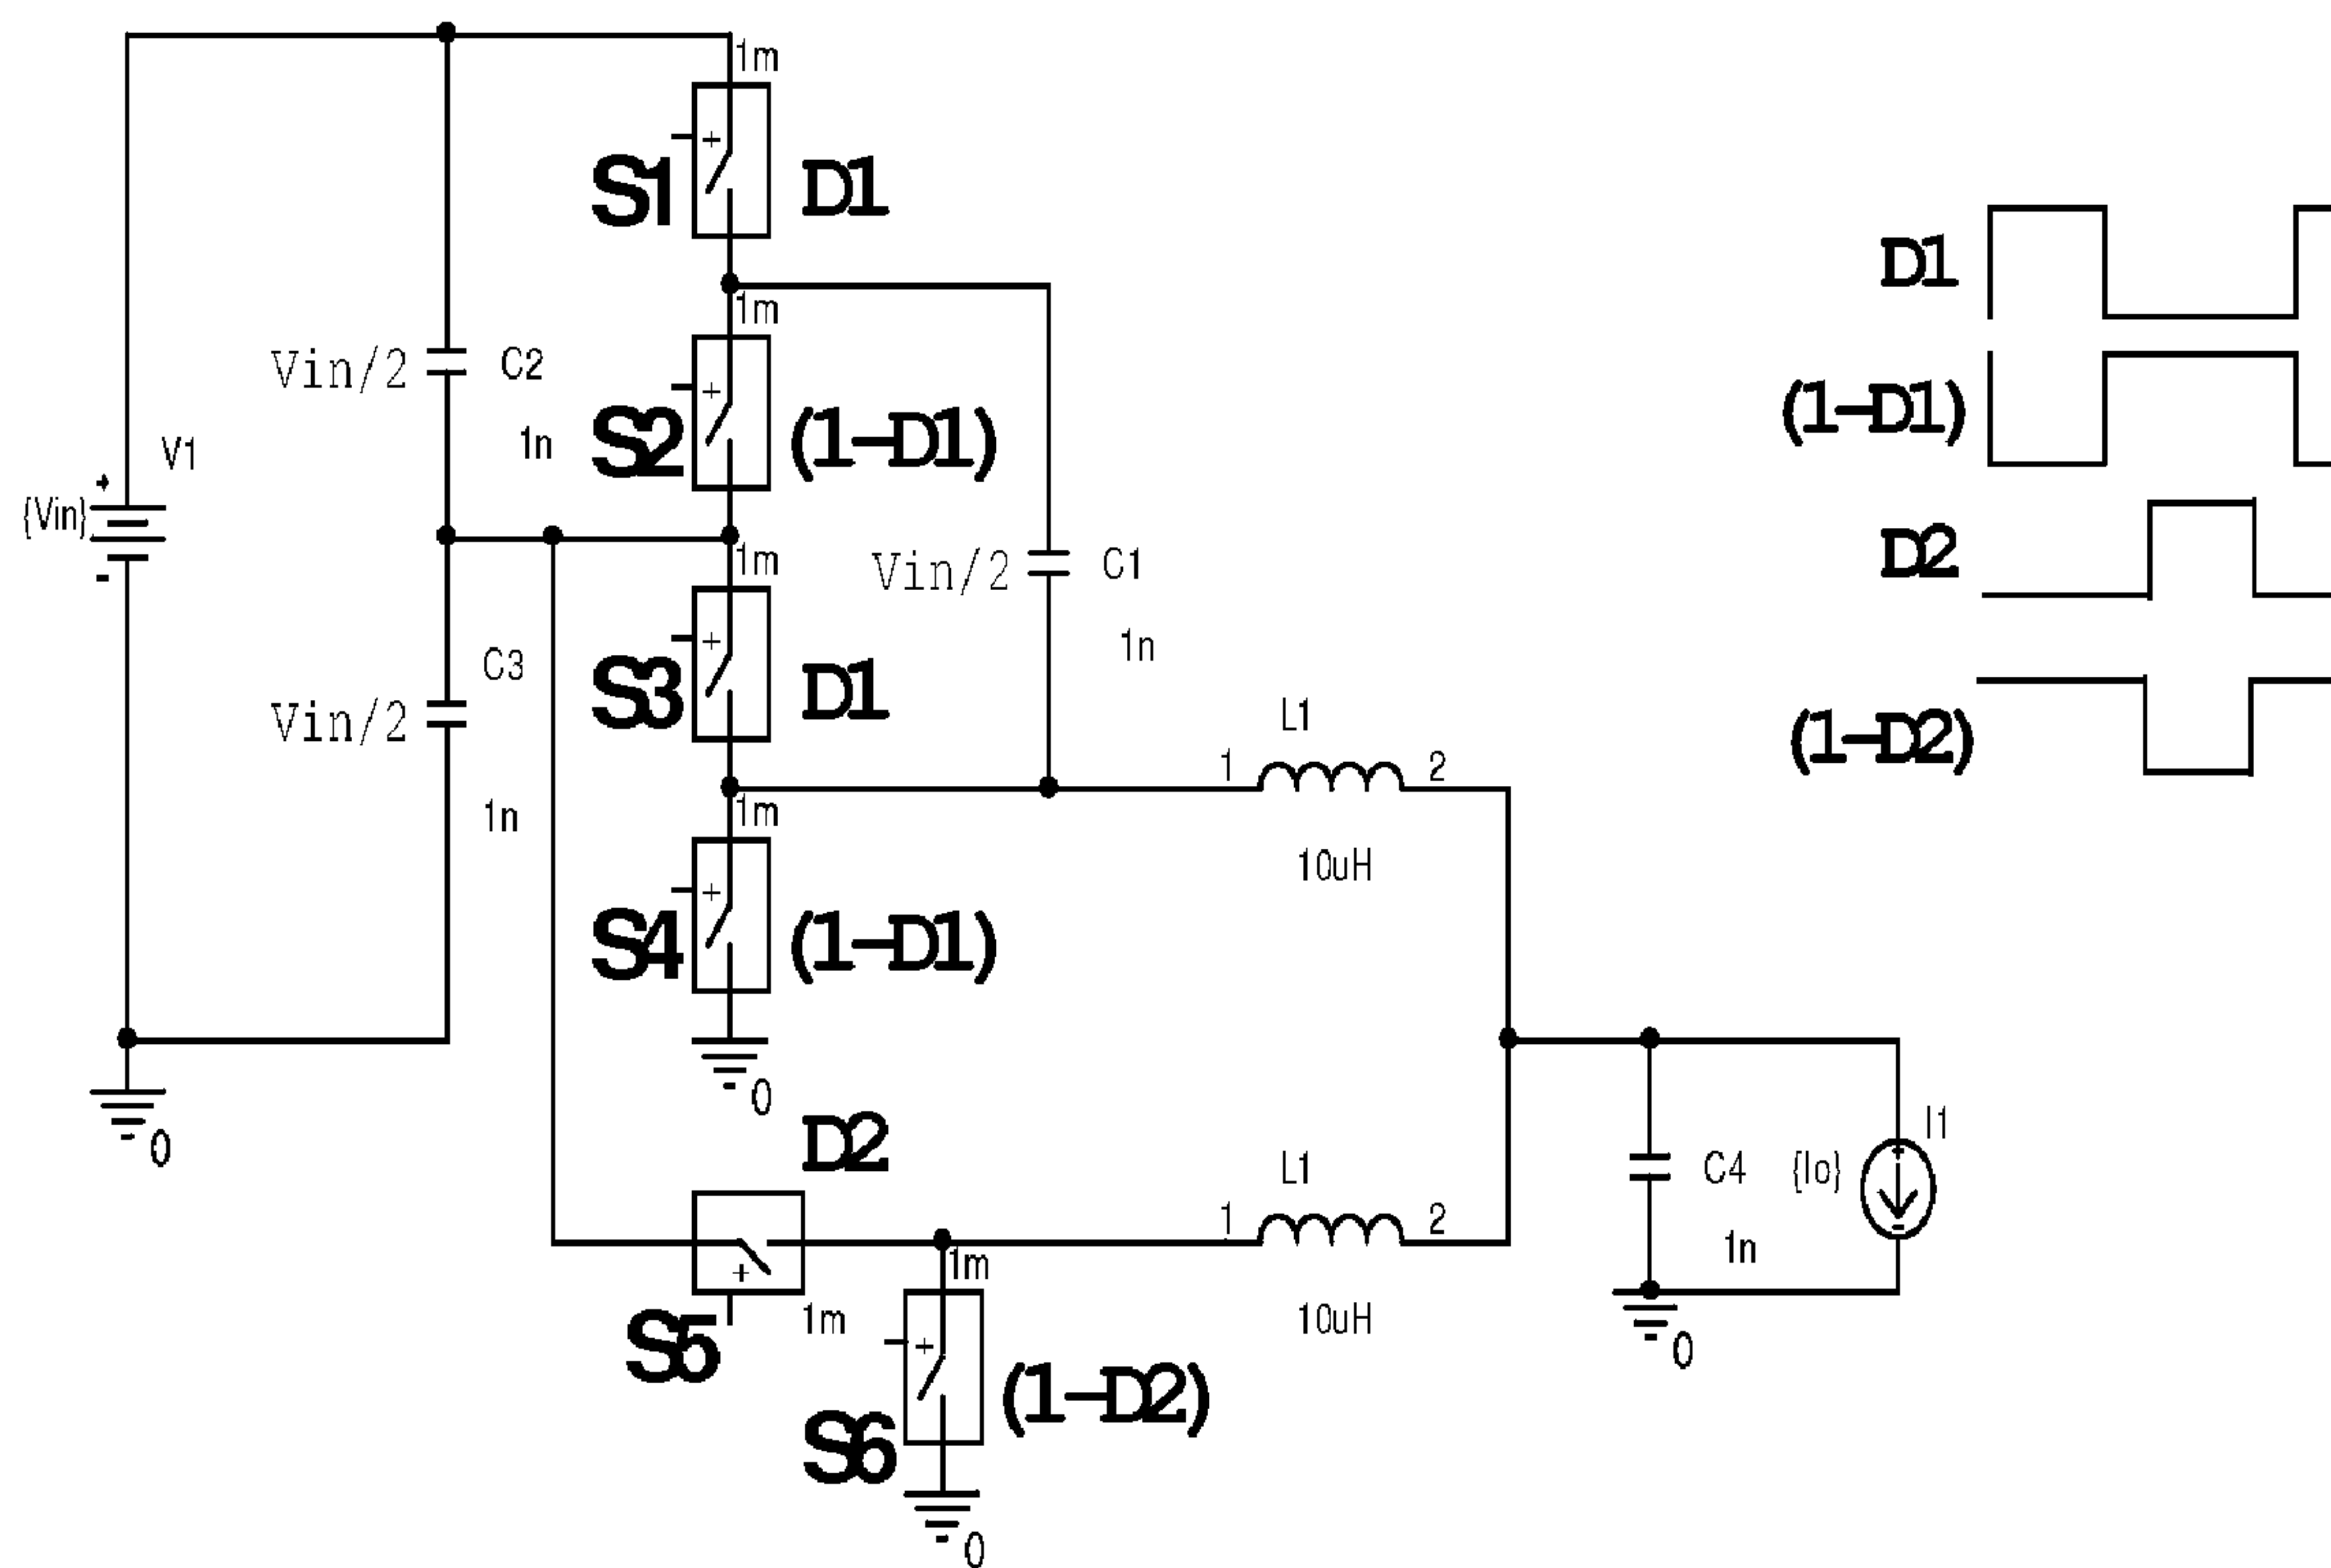 1m
+
S1
D1
1m
Vin/2
C2
1n
+
S2
(1-D1)
V1
+
{Vin}
-
1m
+
S3
D1
Vin/2
C1
1n
C3
Vin/2
1n
1m
+
S4
(1-D1)
0
0
L1
1
2
10uH
D2
+
S5
1m
1m
+
S6
(1-D2)
0
L1
1
2
10uH
C4
1n
{Io}
I1
+
-
0
D1
(1-D1)
D2
(1-D2)